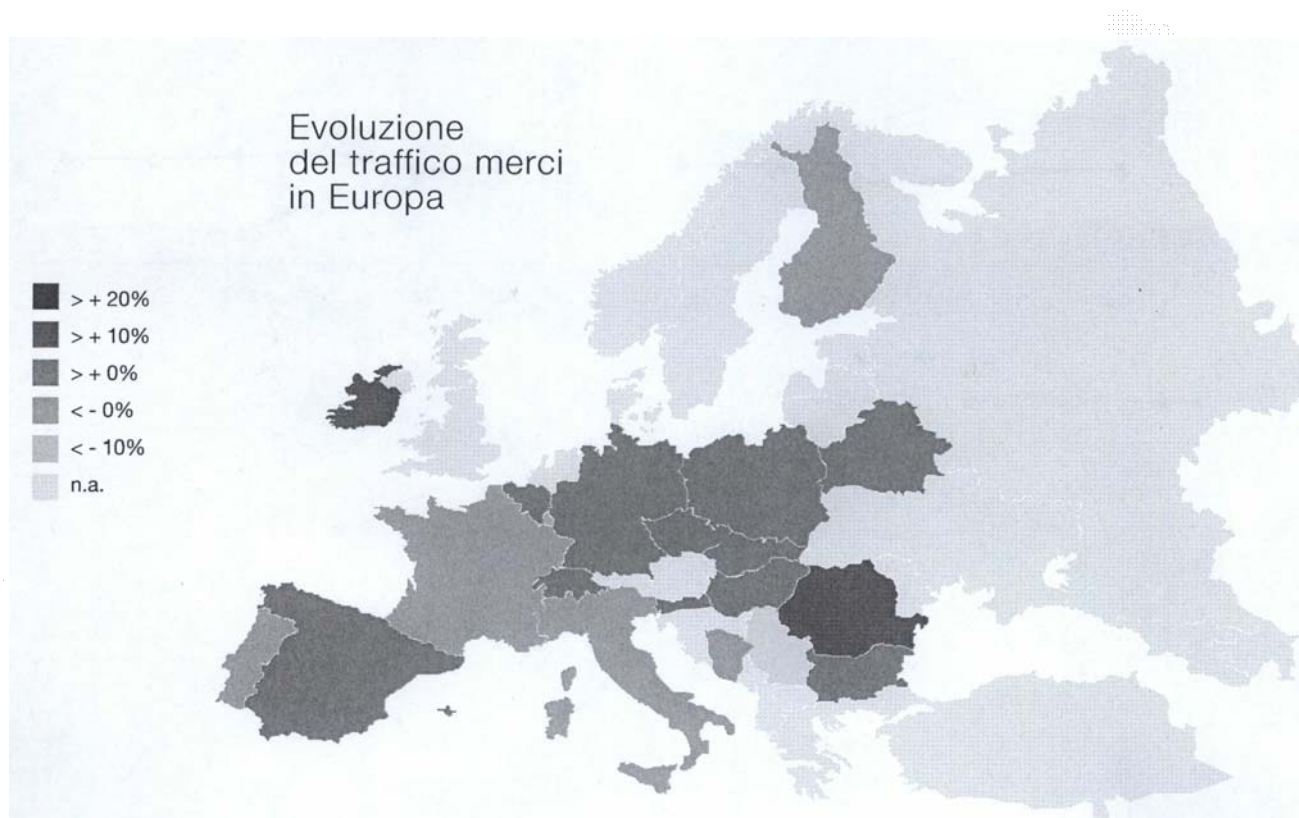 Evoluzione
del traffico merci
in Europa
> + 20%
> + 10%
> + 0%
< - 0%
< - 10%
n.a.